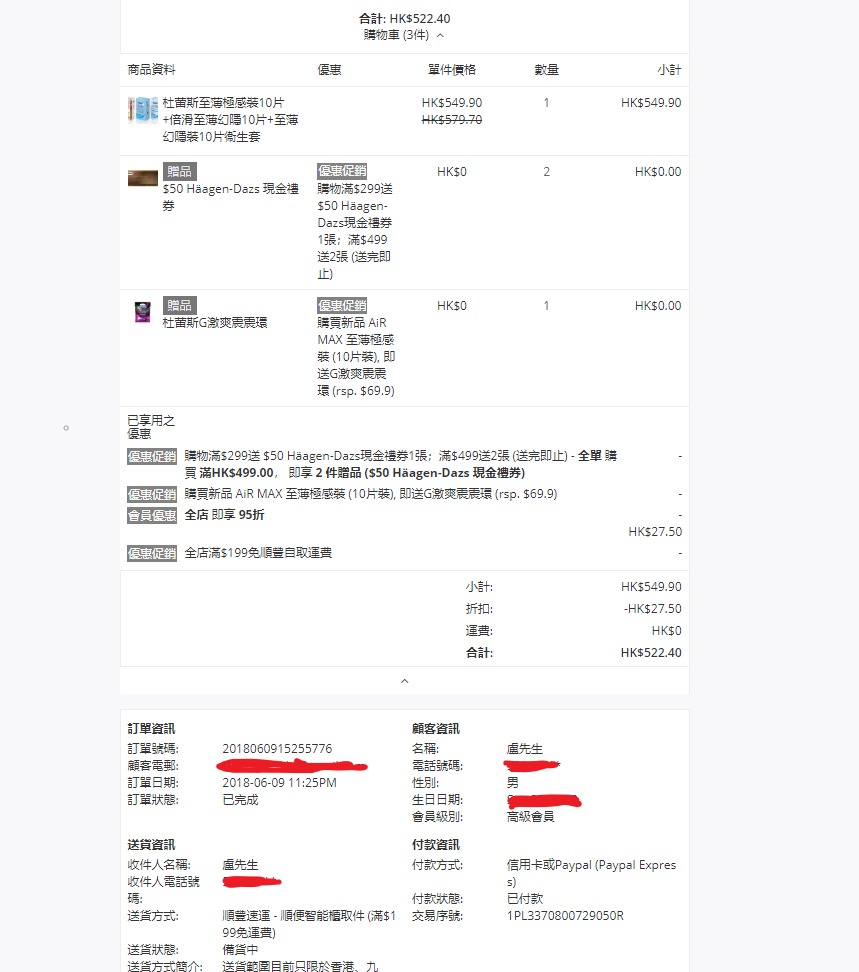 合計: HK$522.40
購物車 (3件)
商品資料 優惠 單件價格 數量 小計
杜蕾斯至薄極感裝10片 HK$549.90 1 HK$549.90
+倍滑至薄幻隱10片+至薄 HK$579.70
幻隱裝10片衞生套
贈品 優惠促銷 HK$0 2 HK$0.00
$50 Häagen-Dazs 現金禮 購物滿$299送
券 $50 Häagen-
Dazs現金禮券
1張；滿$499
送2張 (送完即
止)
贈品 優惠促銷 HK$0 1 HK$0.00
杜蕾斯G激爽震震環 購買新品 AiR
MAX 至薄極感
裝 (10片裝), 即
送G激爽震震
環 (rsp. $69.9)
已享用之
優惠
優惠促銷 購物滿$299送 $50 Häagen-Dazs現金禮券1張；滿$499送2張 (送完即止) - 全單 購 -
買 滿HK$499.00， 即享 2 件贈品 ($50 Häagen-Dazs 現金禮券)
優惠促銷 購買新品 AiR MAX 至薄極感裝 (10片裝), 即送G激爽震震環 (rsp. $69.9) -
會員優惠 全店 即享 95折 -
HK$27.50
優惠促銷 全店滿$199免順豐自取運費 -
小計: HK$549.90
折扣: -HK$27.50
運費: HK$0
合計: HK$522.40
訂單資訊
訂單號碼: 2018060915255776
顧客電郵:
訂單日期: 2018-06-09 11:25PM
訂單狀態: 已完成
顧客資訊
名稱: 盧先生
電話號碼:
性別: 男
生日日期:
會員級別: 高級會員
送貨資訊
收件人名稱: 盧先生
收件人電話號
碼:
送貨方式: 順豐速運 - 順便智能櫃取件 (滿$1
99免運費)
送貨狀態: 備貨中
送貨方式簡介: 送貨範圍目前只限於香港、九
付款資訊
付款方式: 信用卡或Paypal (Paypal Expres
s)
付款狀態: 已付款
交易序號: 1PL3370800729050R